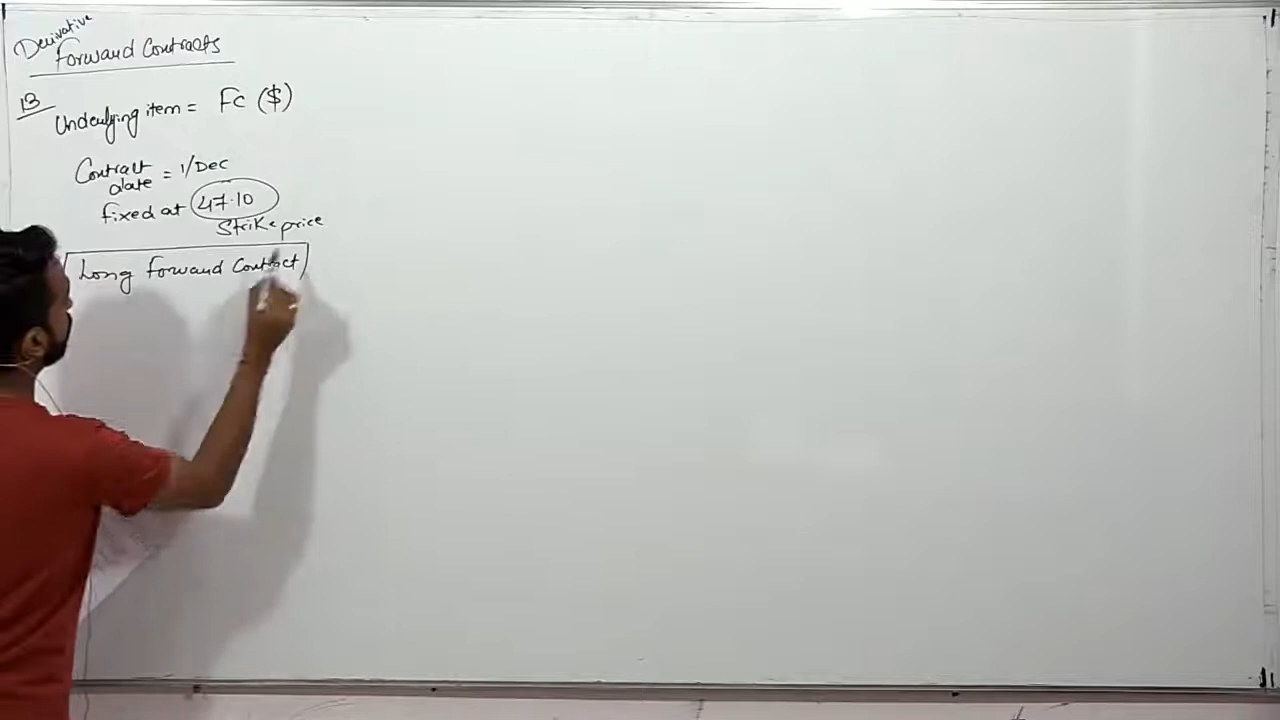 Derivative
Forward Contracts
13
Underlying item = FC ($)
Contract date = 1/Dec
fixed at 47.10
Strike price
Long forward Contract